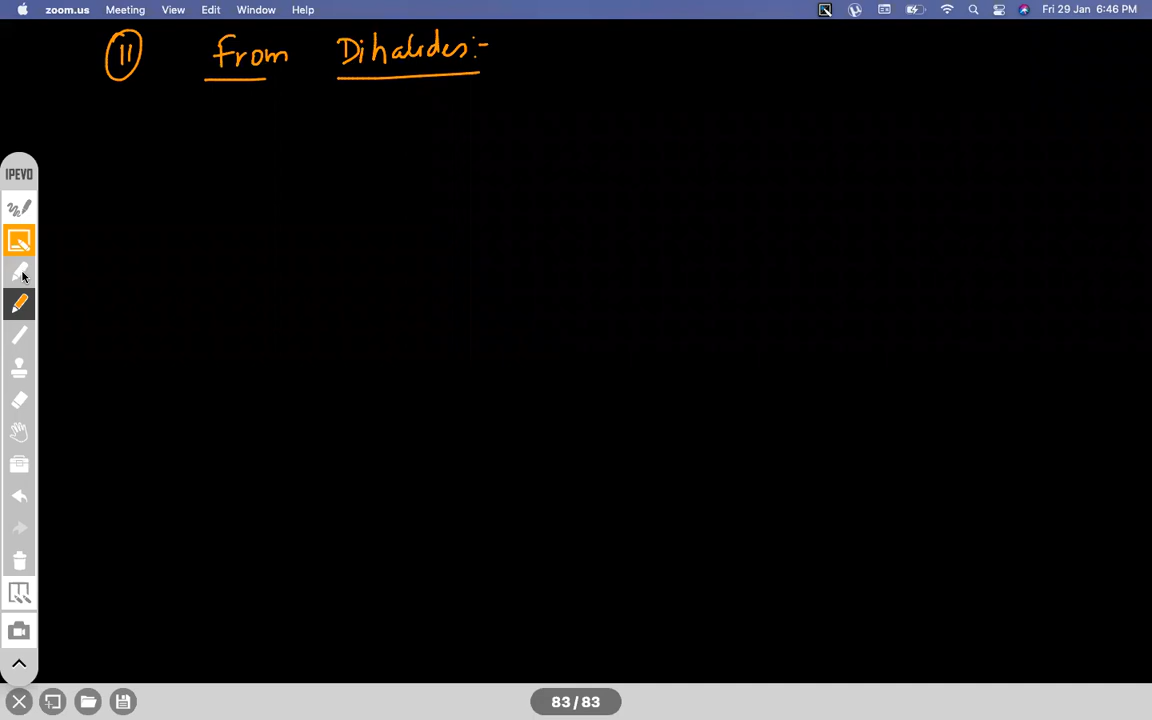 zoom.us Meeting View Edit Window Help Fri 29 Jan 6:46 PM
11 From Dihalides:-
IPEVO
83/83